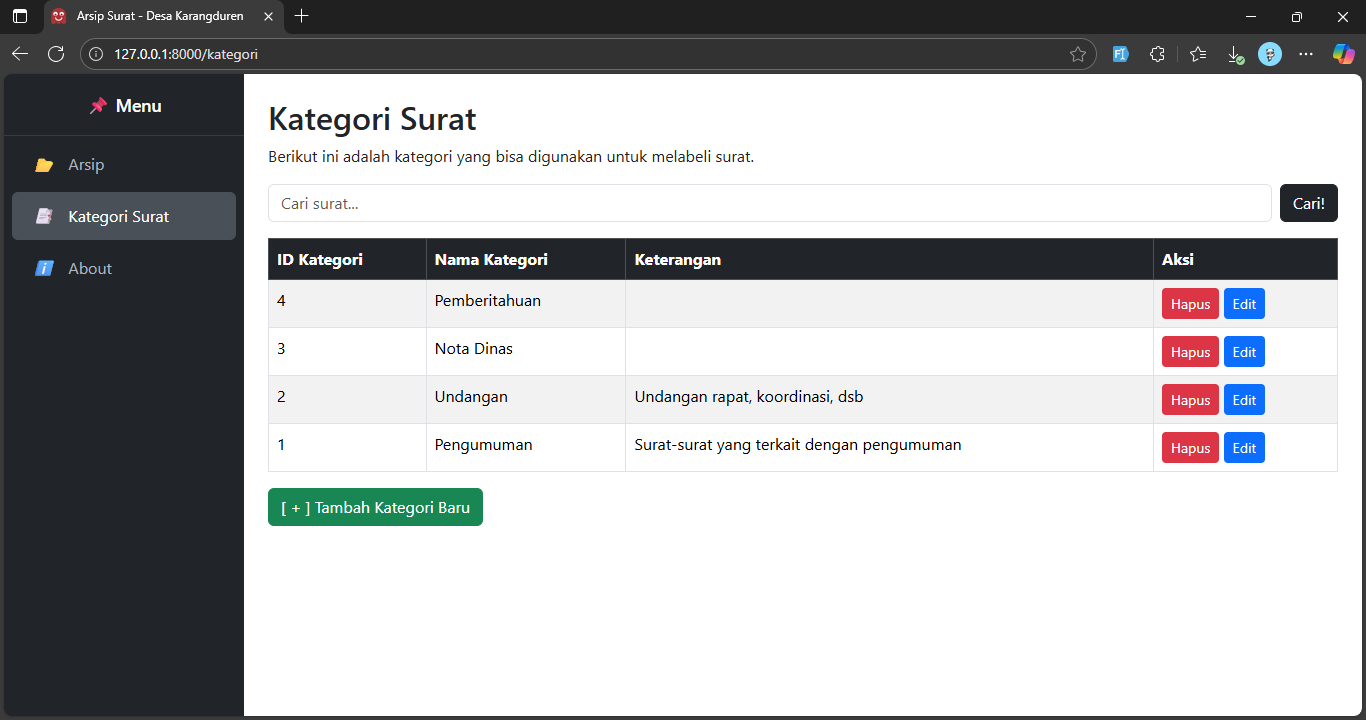 Arsip Surat - Desa Karangduren
127.0.0.1:8000/kategori
Menu
Arsip
Kategori Surat
About
Kategori Surat
Berikut ini adalah kategori yang bisa digunakan untuk melabeli surat.
Cari surat... Cari!
ID Kategori Nama Kategori Keterangan Aksi
4 Pemberitahuan Hapus Edit
3 Nota Dinas Hapus Edit
2 Undangan Undangan rapat, koordinasi, dsb Hapus Edit
1 Pengumuman Surat-surat yang terkait dengan pengumuman Hapus Edit
[ + ] Tambah Kategori Baru